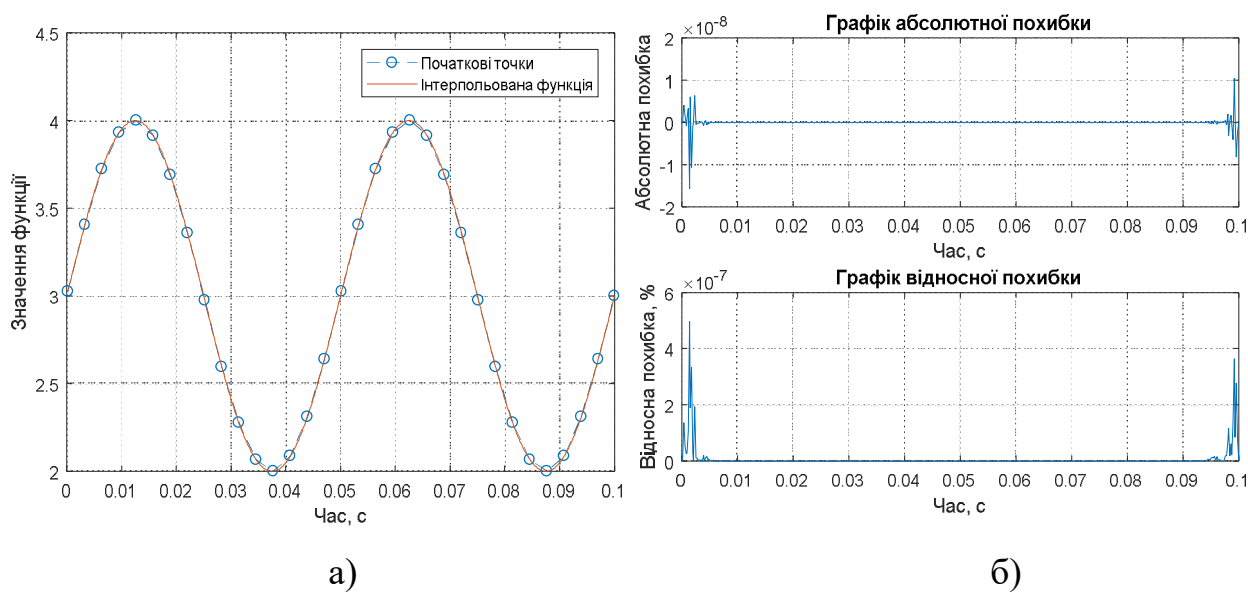 4.5
4
3.5
3
2.5
2
Значення функції
Початкові точки
Інтерпольована функція
0 0.01 0.02 0.03 0.04 0.05 0.06 0.07 0.08 0.09 0.1
Час, с
а)
Графік абсолютної похибки
×10-8
2
1
0
-1
-2
Абсолютна похибка
0 0.01 0.02 0.03 0.04 0.05 0.06 0.07 0.08 0.09 0.1
Час, с
Графік відносної похибки
×10-7
6
4
2
0
Відносна похибка, %
0 0.01 0.02 0.03 0.04 0.05 0.06 0.07 0.08 0.09 0.1
Час, с
б)